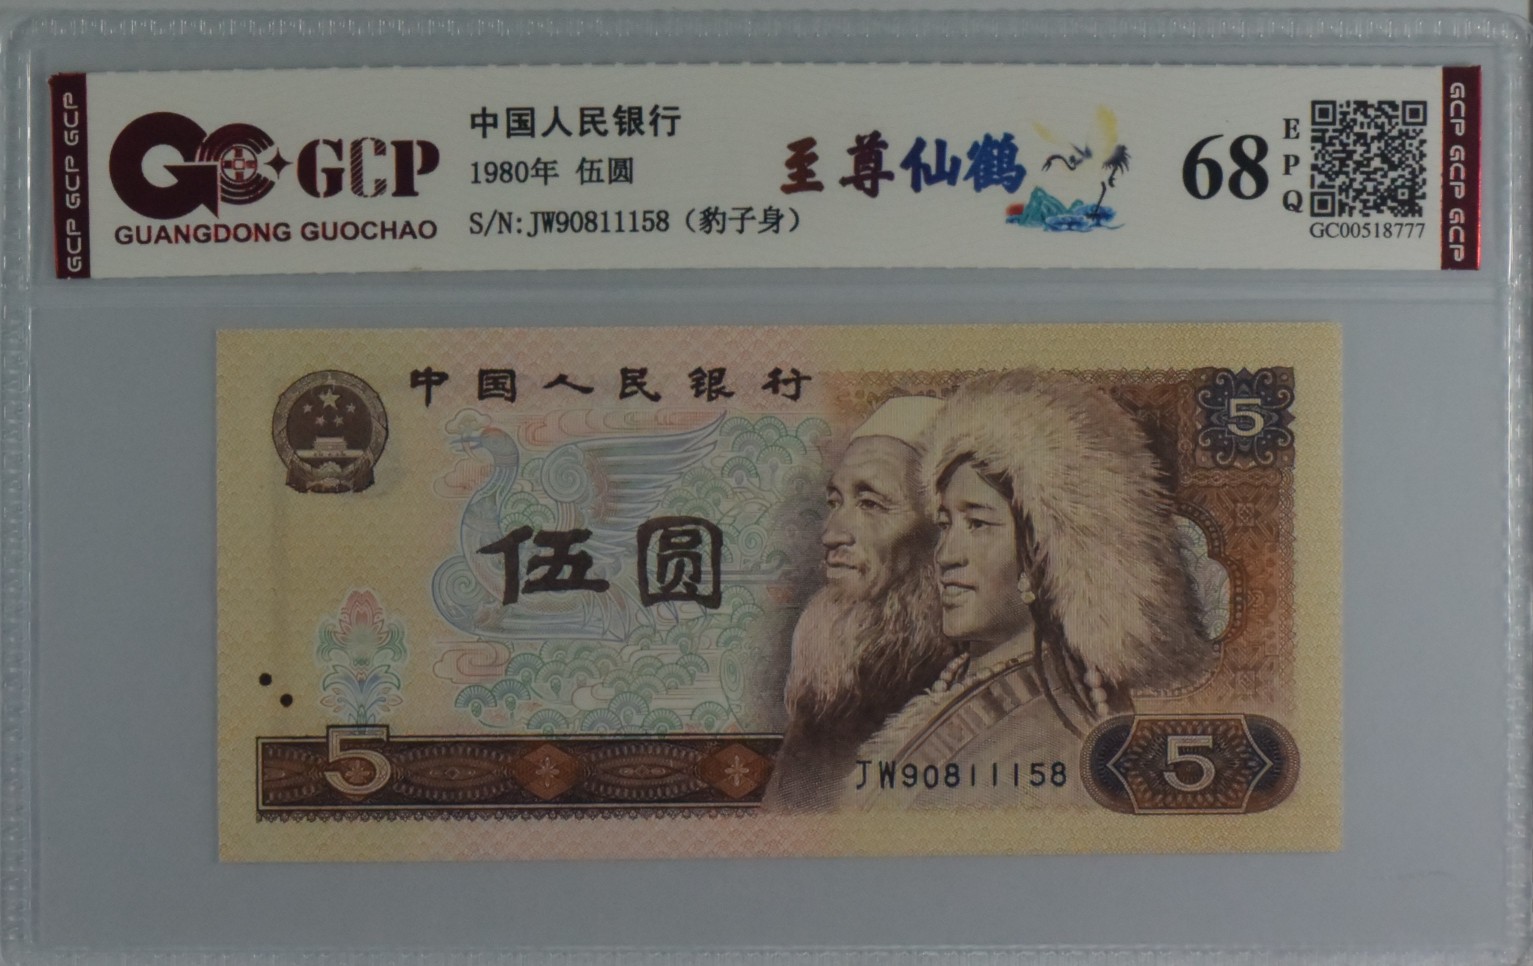 GCP GCP GCP
GCP
GUANGDONG GUOCHAO
中国人民银行
1980年 伍圆
S/N:JW90811158（豹子身）
至尊仙鹤
68
EPQ
GC00518777
GCP GCP GCP
中国人民银行
5
伍圆
5
JW90811158
5